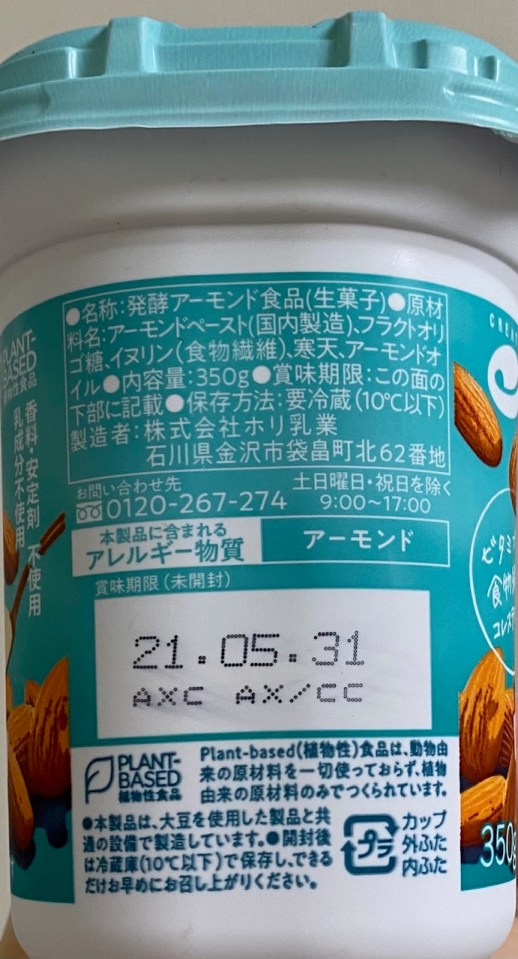 ●名称:発酵アーモンド食品(生菓子)●原材
料名:アーモンドペースト(国内製造)、フラクトオリ
ゴ糖、イヌリン(食物繊維)、寒天、アーモンドオ
イル●内容量:350g●賞味期限:この面の
下部に記載●保存方法:要冷蔵(10℃以下)
製造者:株式会社ホリ乳業
石川県金沢市袋畠町北62番地
お問い合わせ先
0120-267-274
土日曜日・祝日を除く
9:00~17:00
本製品に含まれる
アレルギー物質
アーモンド
賞味期限(未開封)
21.05.31
AXC AX/CC
PLANT-
BASED
植物性食品
Plant-based(植物性)食品は、動物由
来の原材料を一切使っておらず、植物
由来の原材料のみでつくられています。
●本製品は、大豆を使用した製品と共
通の設備で製造しています。●開封後
は冷蔵庫(10℃以下)で保存し、できる
だけお早めにお召し上がりください。
プラ
カップ
外ふた
内ふた
PLANT-
BASED
植物性食品
香料・安定剤
乳成分不使用
不使用
ビタミ
食物
コレステ
350g